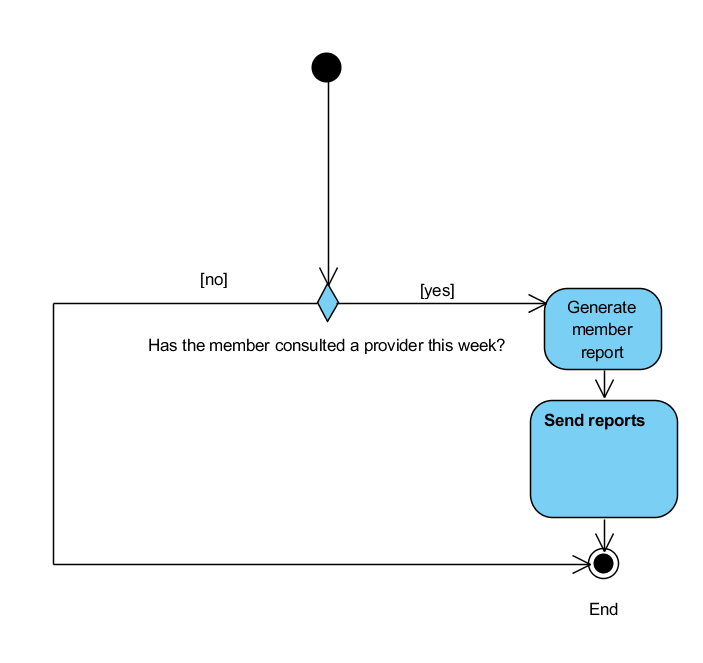 [no]
[yes]
Generate
member
report
Has the member consulted a provider this week?
Send reports
End